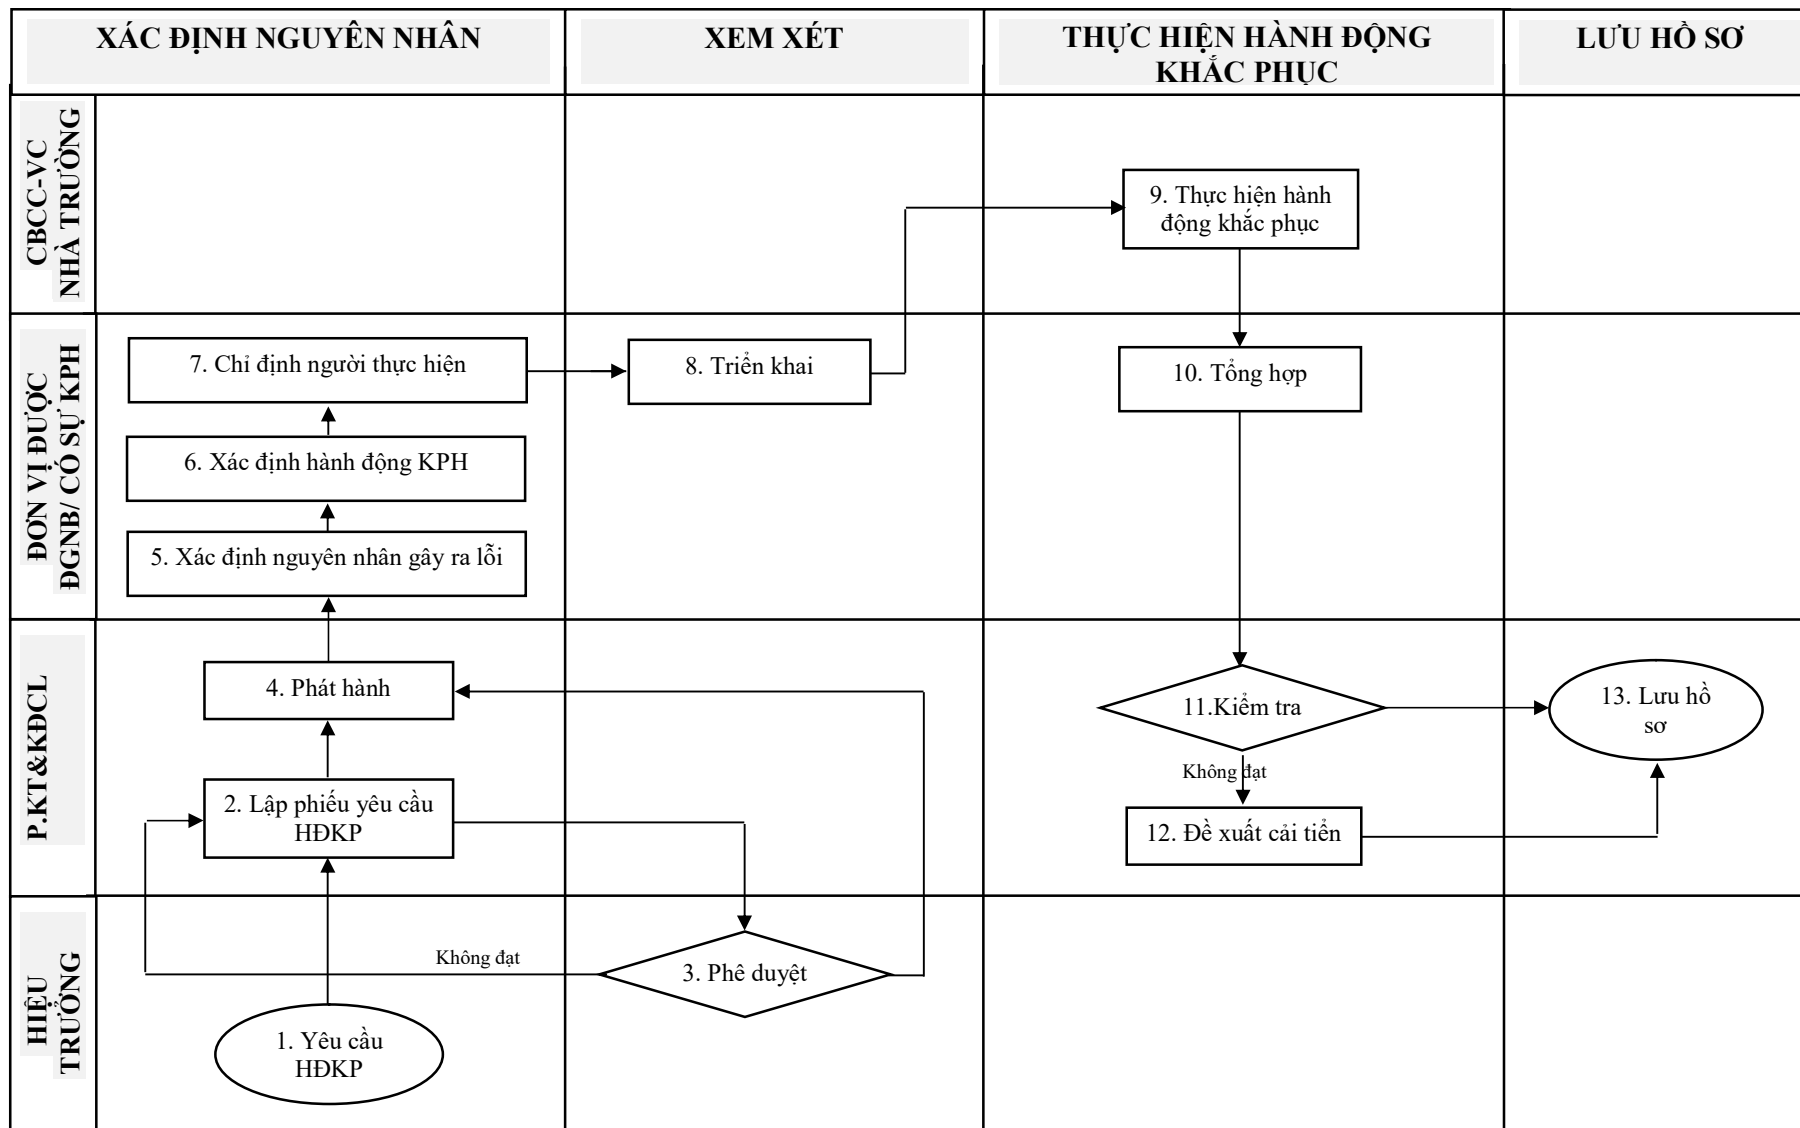 XÁC ĐỊNH NGUYÊN NHÂN
XEM XÉT
THỰC HIỆN HÀNH ĐỘNG
KHẮC PHỤC
LƯU HỒ SƠ
CBCC-VC
NHÀ TRƯỜNG
9. Thực hiện hành
động khắc phục
ĐƠN VỊ ĐƯỢC
ĐGNB/ CÓ SỰ KPH
7. Chỉ định người thực hiện
8. Triển khai
10. Tổng hợp
6. Xác định hành động KPH
5. Xác định nguyên nhân gây ra lỗi
P.KT&KĐCL
4. Phát hành
11.Kiểm tra
13. Lưu hồ
sơ
Không đạt
2. Lập phiếu yêu cầu
HĐKP
12. Đề xuất cải tiển
HIỆU
TRƯỞNG
Không đạt
3. Phê duyệt
1. Yêu cầu
HĐKP